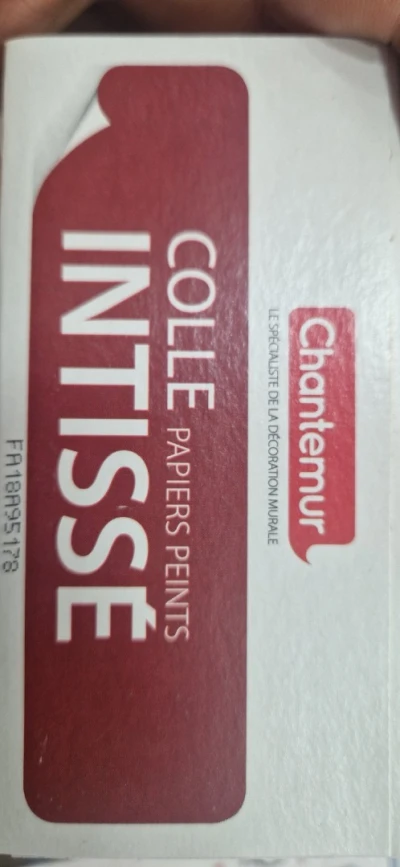 Chantemur
LE SPÉCIALISTE DE LA DÉCORATION MURALE
COLLE PAPIERS PEINTS
INTISSÉ
FA18A95178